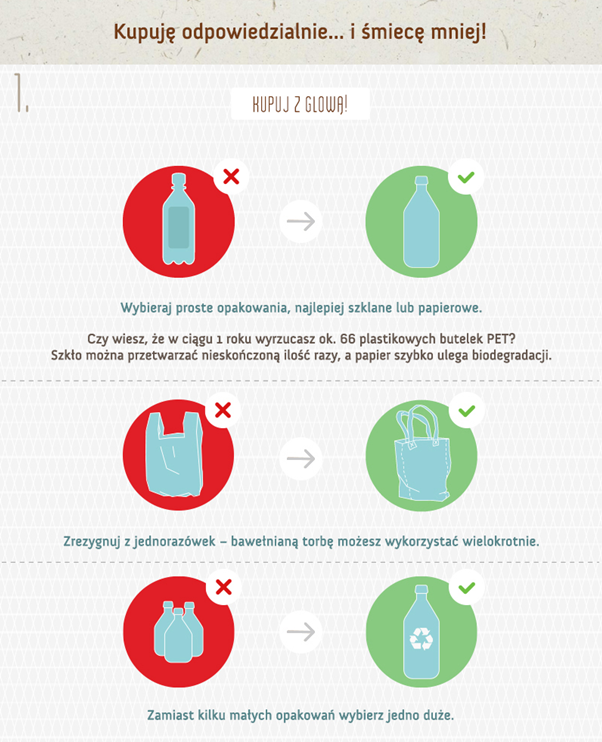 Kupuję odpowiedzialnie... i śmiecę mniej!
1.
KUPUJ Z GŁOWĄ!
Wybieraj proste opakowania, najlepiej szklane lub papierowe.
Czy wiesz, że w ciągu 1 roku wyrzucasz ok. 66 plastikowych butelek PET?
Szkło można przetwarzać nieskończoną ilość razy, a papier szybko ulega biodegradacji.
Zrezygnuj z jednorazówek – bawełnianą torbę możesz wykorzystać wielokrotnie.
Zamiast kilku małych opakowań wybierz jedno duże.